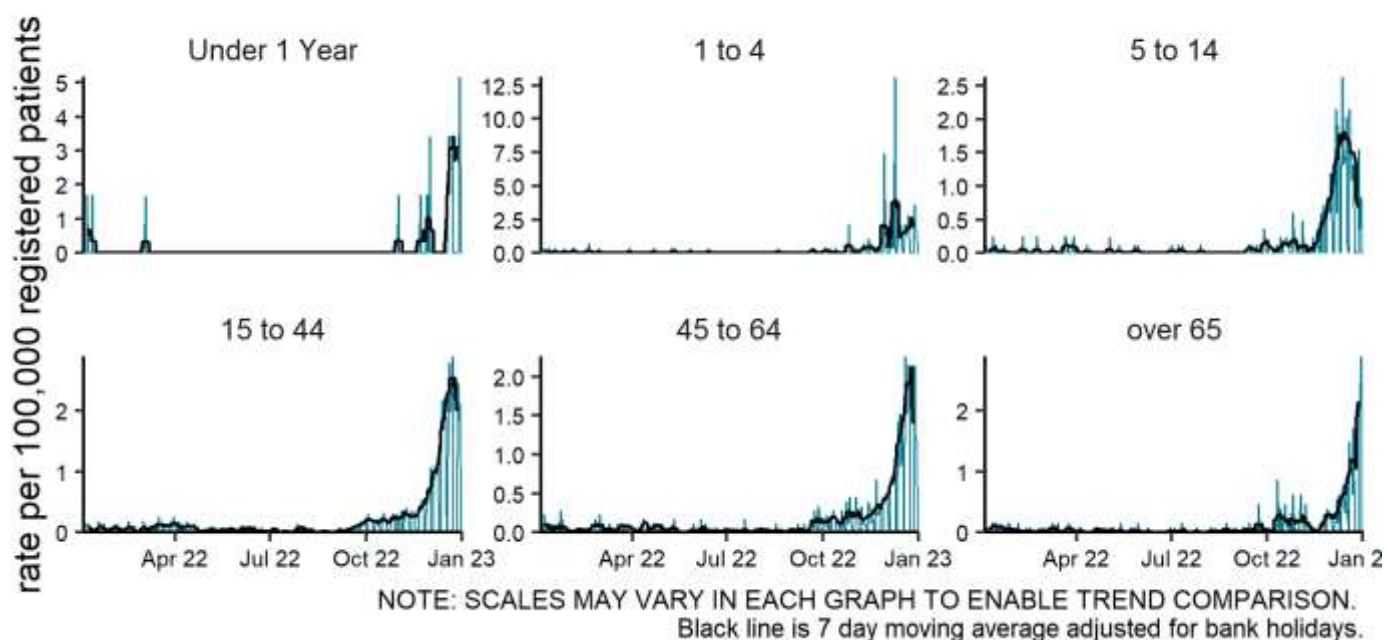 rate per 100,000 registered patients
Under 1 Year
5
4
3
2
1
0
1 to 4
12.5
10.0
7.5
5.0
2.5
0.0
5 to 14
2.5
2.0
1.5
1.0
0.5
0.0
15 to 44
2
1
0
Apr 22 Jul 22 Oct 22 Jan 23
45 to 64
2.0
1.5
1.0
0.5
0.0
Apr 22 Jul 22 Oct 22 Jan 23
over 65
2
1
0
Apr 22 Jul 22 Oct 22 Jan 2
NOTE: SCALES MAY VARY IN EACH GRAPH TO ENABLE TREND COMPARISON.
Black line is 7 day moving average adjusted for bank holidays.